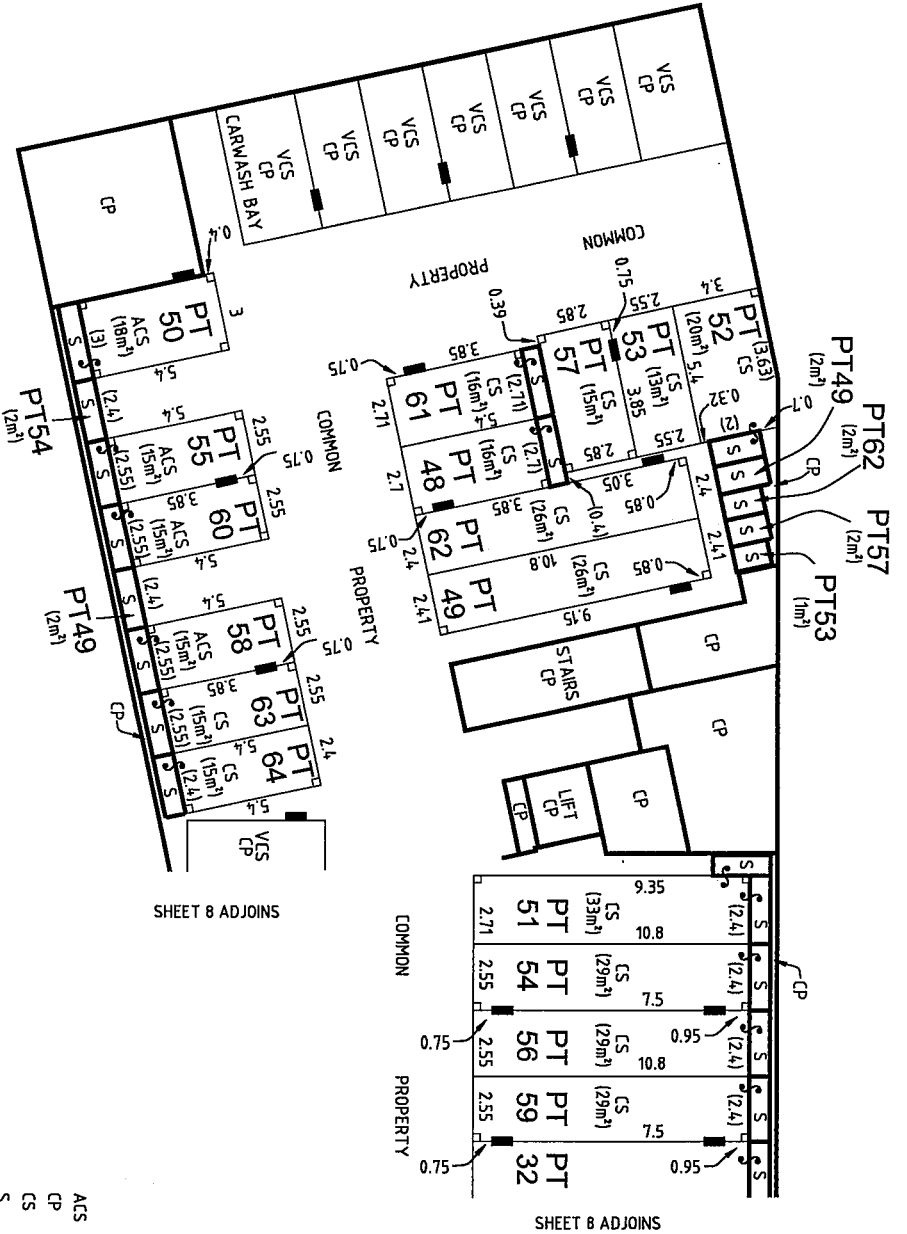 VCS
CP
VCS
CP
VCS
CP
VCS
CP
VCS
CP
VCS
CP
VCS
CP
CARWASH BAY
CP
0.4
COMMON
PROPERTY
0.75
0.39
3.4
2.55
2.85
PT
52
(3.63)
CS
(20m²)
5.4
0.32
PT
53
CS
(13m²)
3.85
2.55
PT
57
CS
(15m²)
2.85
0.7
(2)
S
S
S
S
S
CP
PT49
(2m²)
PT62
(2m²)
PT57
(2m²)
PT53
(1m²)
S
S
(2.71)
(2.7)
(0.4)
3.85
0.75
PT
61
CS
(16m²)
5.4
2.71
PT
48
CS
(16m²)
3.85
2.7
0.75
PT
62
CS
(26m²)
10.8
2.4
3.05
0.85
2.4
PT
49
CS
(26m²)
0.85
9.15
2.41
2.41
COMMON
PROPERTY
3
PT
50
ACS
(18m²)
(3)
5.4
S
PT54
(2m²)
(2.4)
S
5.4
2.55
PT
55
ACS
(15m²)
(2.55)
S
3.85
0.75
2.55
PT
60
ACS
(15m²)
(2.55)
S
5.4
(2.4)
S
PT49
(2m²)
5.4
2.55
PT
58
ACS
(15m²)
(2.55)
S
3.85
0.75
2.55
PT
63
CS
(15m²)
(2.55)
S
5.4
2.4
PT
64
CS
(15m²)
(2.4)
S
5.4
CP
VCS
CP
SHEET 8 ADJOINS
STAIRS
CP
CP
CP
CP
LIFT
CP
CP
S
9.35
PT
51
CS
(33m²)
10.8
(2.4)
S
2.71
PT
54
CS
(29m²)
7.5
(2.4)
S
2.55
CP
0.75
0.95
PT
56
CS
(29m²)
10.8
(2.4)
S
2.55
PT
59
CS
(29m²)
7.5
(2.4)
S
2.55
0.75
0.95
PT
32
S
COMMON
PROPERTY
SHEET 8 ADJOINS
ACS
CP
CS
S